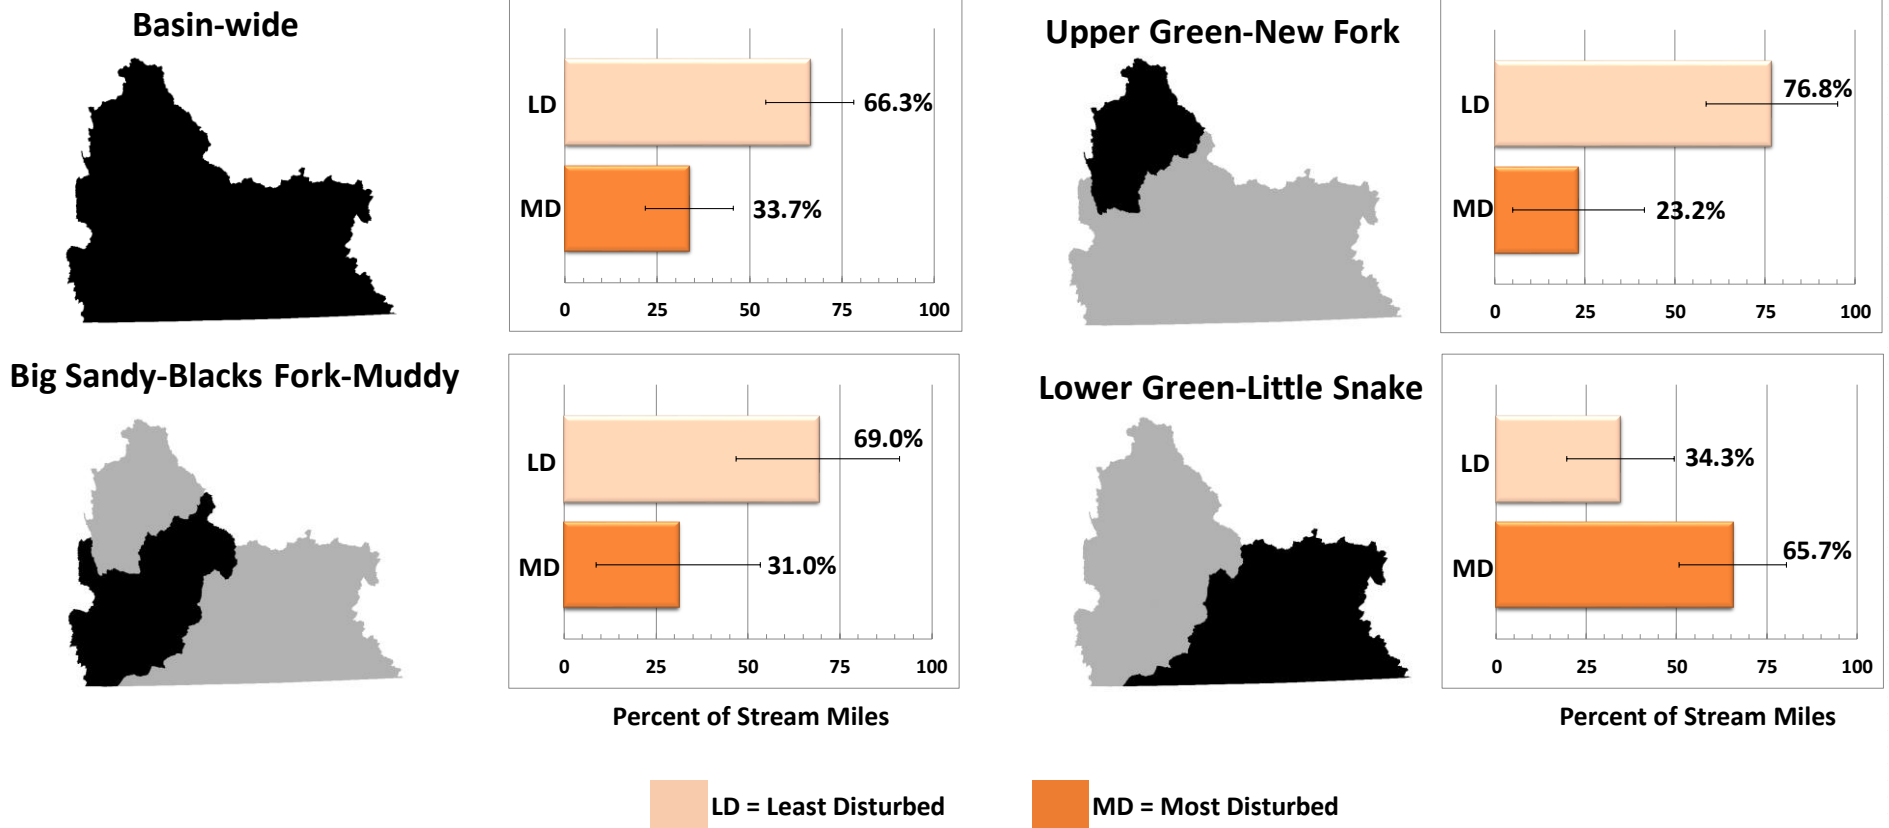 Basin-wide
LD
66.3%
MD
33.7%
0 25 50 75 100
Upper Green-New Fork
LD
76.8%
MD
23.2%
0 25 50 75 100
Big Sandy-Blacks Fork-Muddy
LD
69.0%
MD
31.0%
0 25 50 75 100
Percent of Stream Miles
Lower Green-Little Snake
LD
34.3%
MD
65.7%
0 25 50 75 100
Percent of Stream Miles
LD = Least Disturbed
MD = Most Disturbed